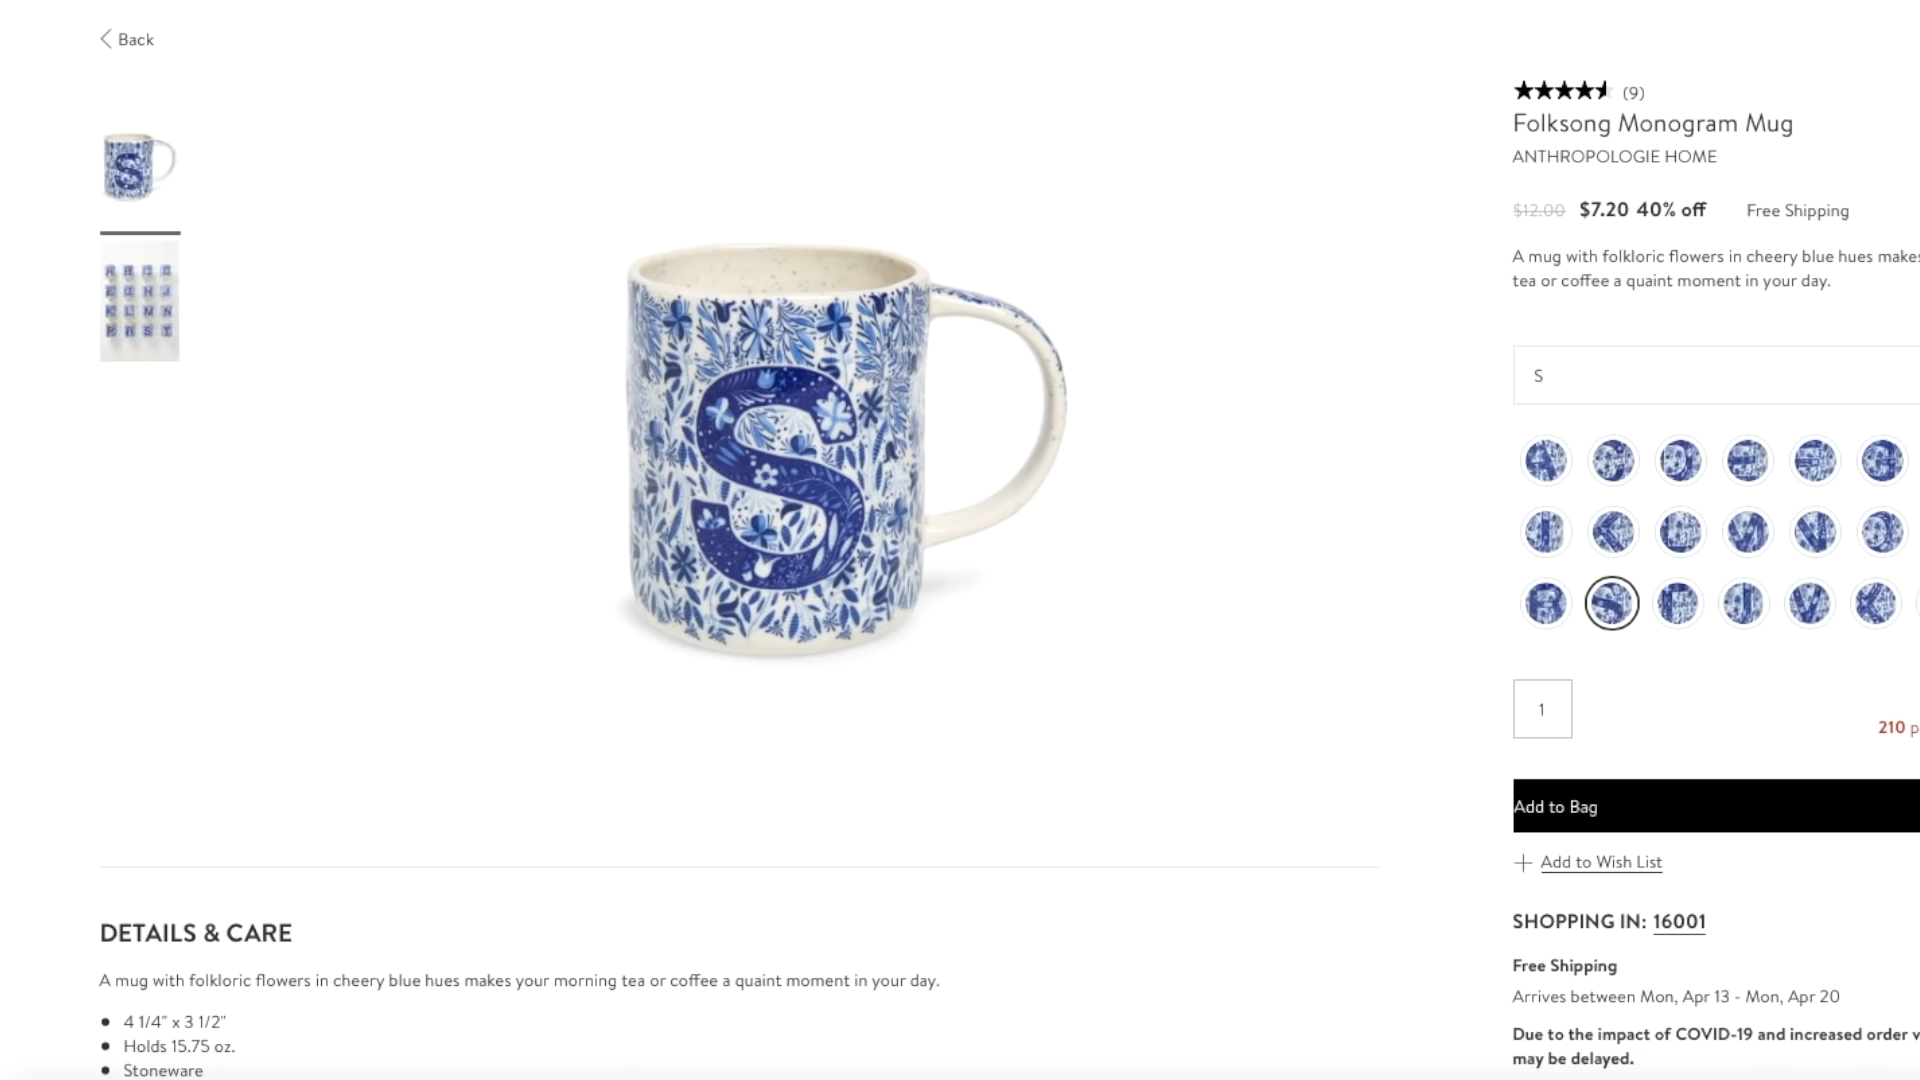 Back
S
(9)
Folksong Monogram Mug
ANTHROPOLOGIE HOME
$12.00 $7.20 40% off Free Shipping
A mug with folkloric flowers in cheery blue hues makes
tea or coffee a quaint moment in your day.
S
1
210
Add to Bag
Add to Wish List
SHOPPING IN: 16001
Free Shipping
Arrives between Mon, Apr 13 - Mon, Apr 20
Due to the impact of COVID-19 and increased order
may be delayed.
DETAILS & CARE
A mug with folkloric flowers in cheery blue hues makes your morning tea or coffee a quaint moment in your day.
4 1/4" x 3 1/2"
Holds 15.75 oz.
Stoneware